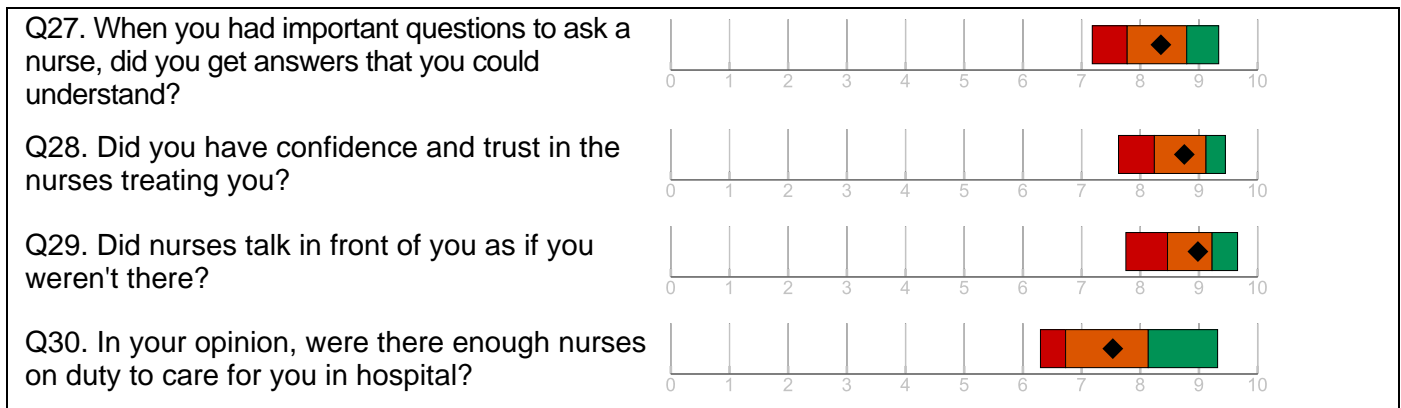 Q27. When you had important questions to ask a
nurse, did you get answers that you could
understand?
0 1 2 3 4 5 6 7 8 9 10
Q28. Did you have confidence and trust in the
nurses treating you?
0 1 2 3 4 5 6 7 8 9 10
Q29. Did nurses talk in front of you as if you
weren't there?
0 1 2 3 4 5 6 7 8 9 10
Q30. In your opinion, were there enough nurses
on duty to care for you in hospital?
0 1 2 3 4 5 6 7 8 9 10